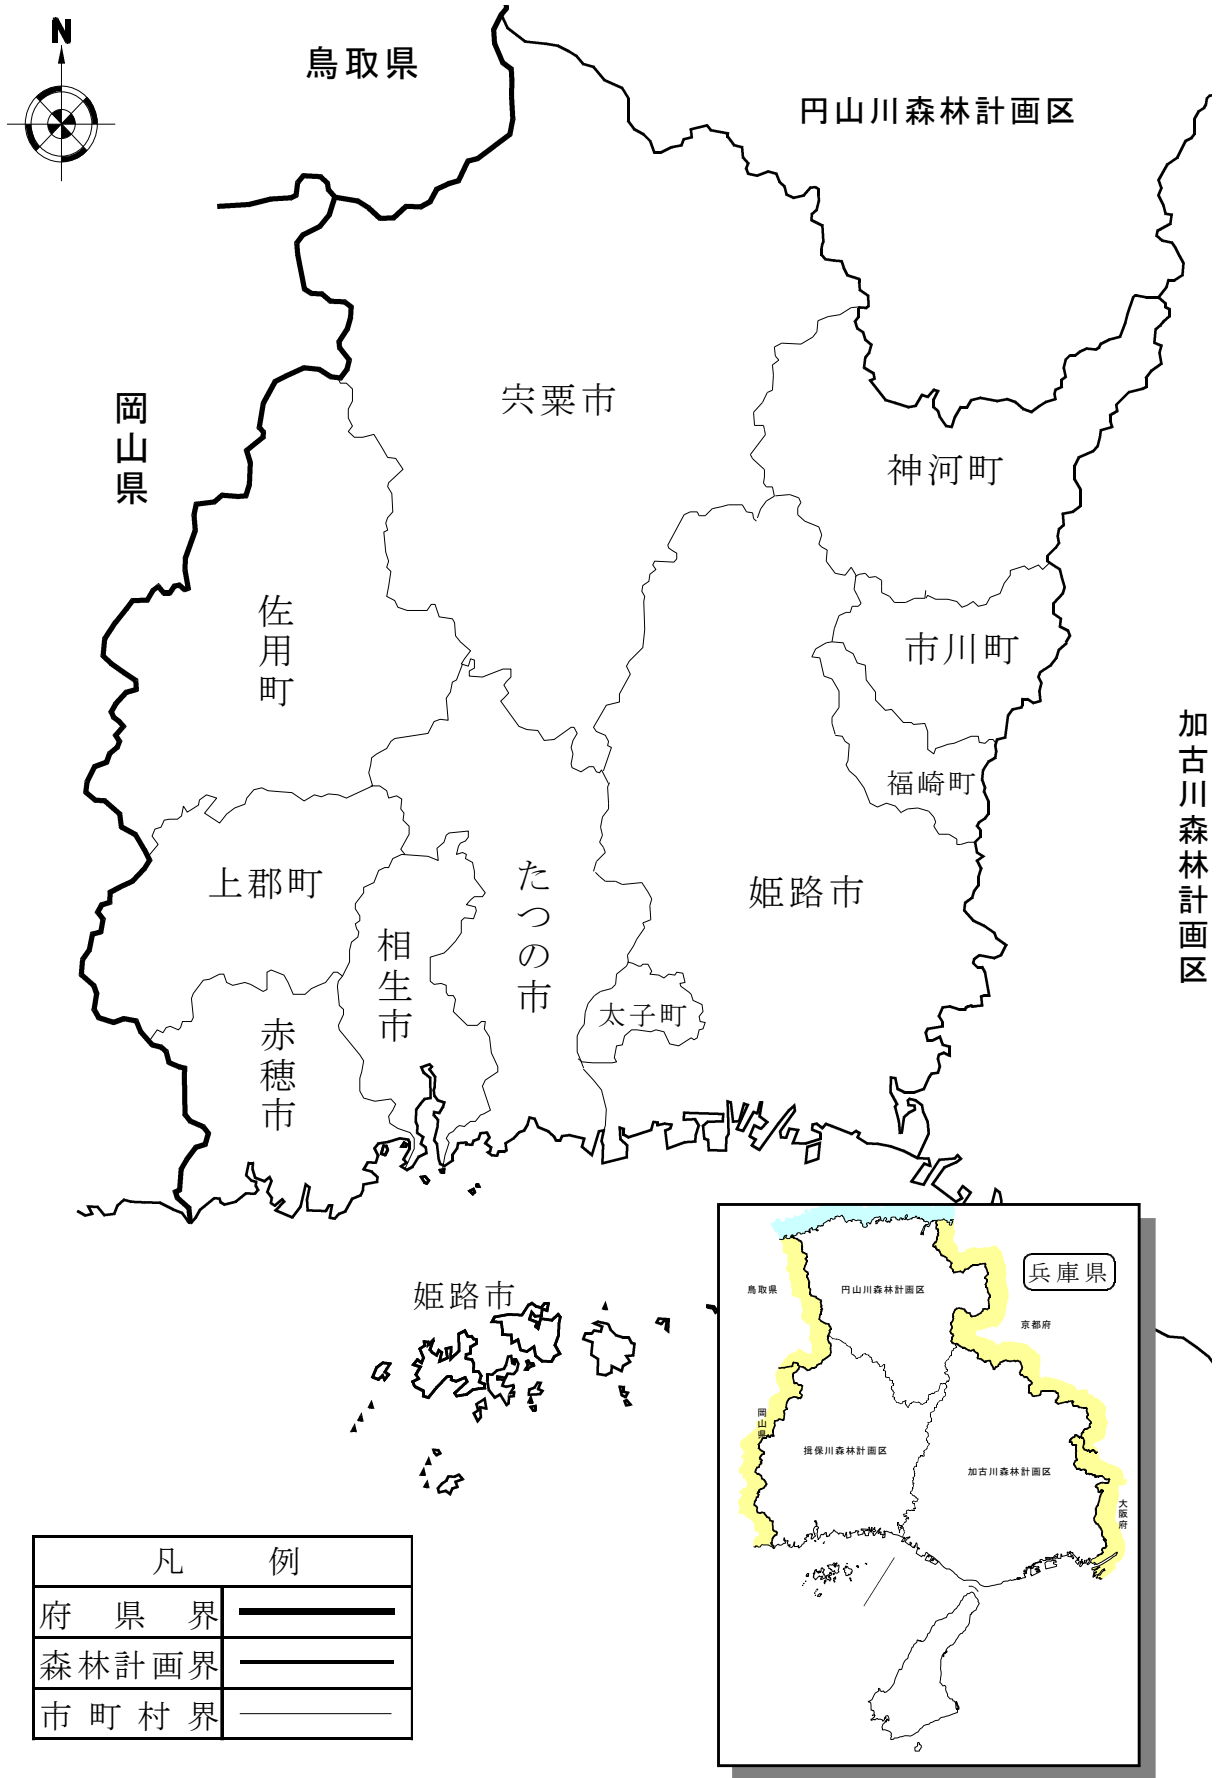 N
鳥取県
円山川森林計画区
岡山県
宍粟市
神河町
佐用町
市川町
加古川森林計画区
福崎町
上郡町
たつの市
姫路市
相生市
太子町
赤穂市
姫路市
兵庫県
鳥取県
円山川森林計画区
京都府
岡山県
揖保川森林計画区
加古川森林計画区
大阪府
凡 例
府 県 界
森林計画界
市 町 村 界